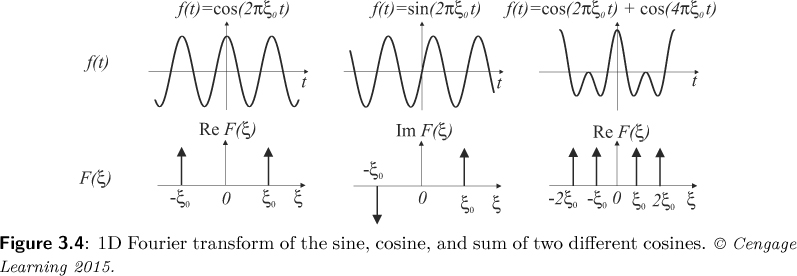 f(t)=cos(2πξ₀t) f(t)=sin(2πξ₀t) f(t)=cos(2πξ₀t) + cos(4πξ₀t)
f(t)
t t t
Re F(ξ) Im F(ξ) Re F(ξ)
F(ξ)
-ξ₀ 0 ξ₀ ξ
-ξ₀ 0 ξ₀ ξ
-2ξ₀ -ξ₀ 0 ξ₀ 2ξ₀ ξ
Figure 3.4: 1D Fourier transform of the sine, cosine, and sum of two different cosines. © Cengage
Learning 2015.